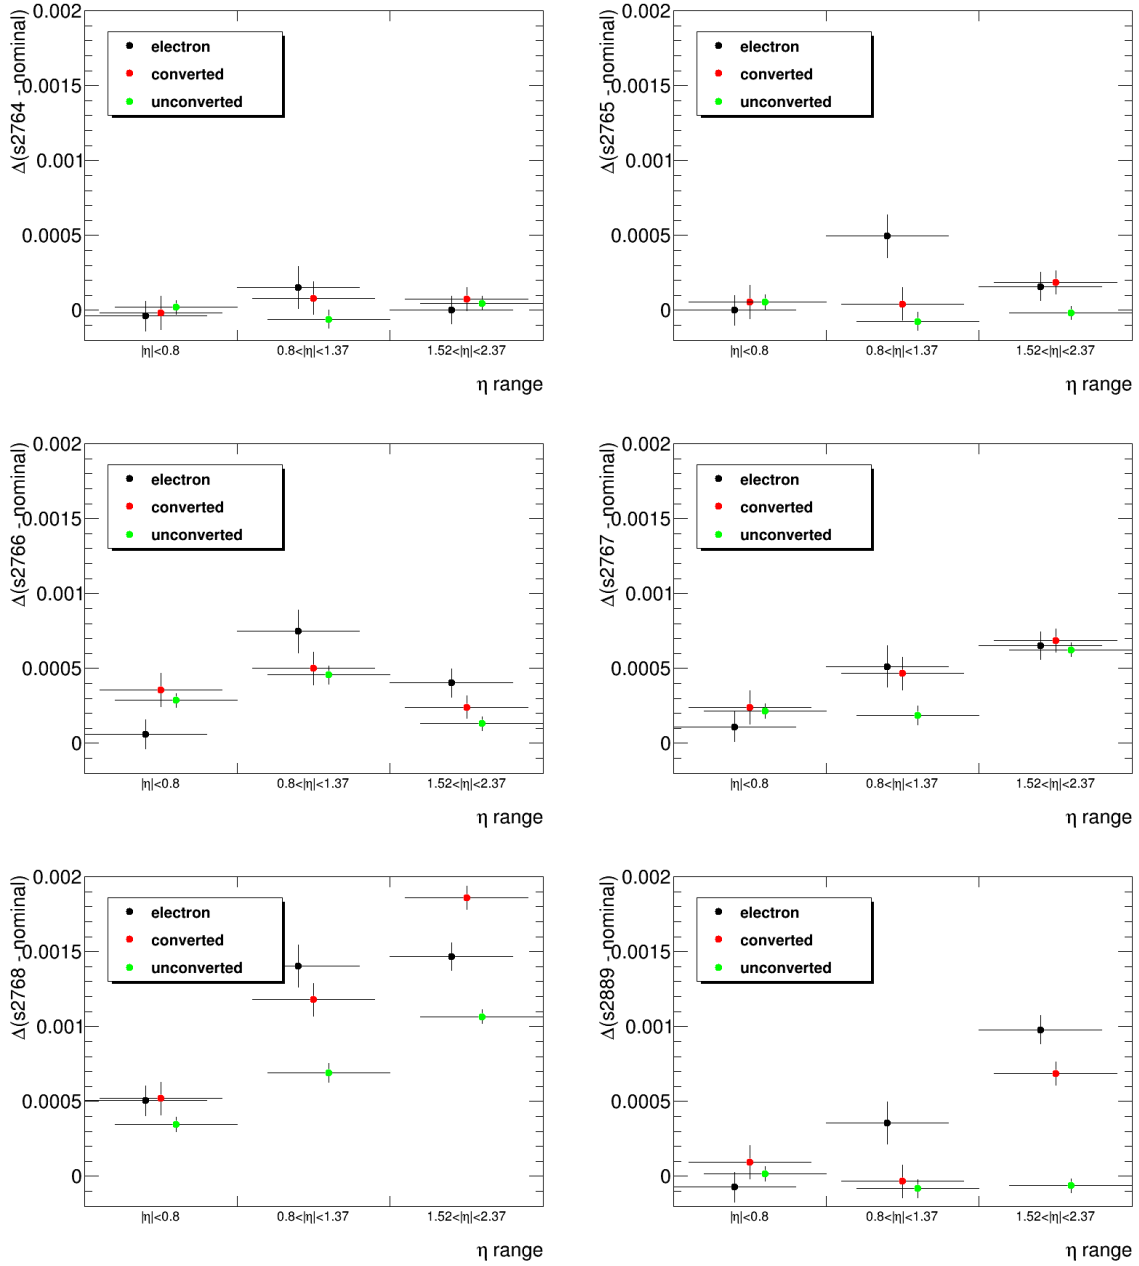 0.002
0.0015
0.001
0.0005
0
Δ(s2764 - nominal)
electron
converted
unconverted
|η|<0.8
0.8<|η|<1.37
1.52<|η|<2.37
η range
0.002
0.0015
0.001
0.0005
0
Δ(s2765 - nominal)
electron
converted
unconverted
|η|<0.8
0.8<|η|<1.37
1.52<|η|<2.37
η range
0.002
0.0015
0.001
0.0005
0
Δ(s2766 - nominal)
electron
converted
unconverted
|η|<0.8
0.8<|η|<1.37
1.52<|η|<2.37
η range
0.002
0.0015
0.001
0.0005
0
Δ(s2767 - nominal)
electron
converted
unconverted
|η|<0.8
0.8<|η|<1.37
1.52<|η|<2.37
η range
0.002
0.0015
0.001
0.0005
0
Δ(s2768 - nominal)
electron
converted
unconverted
|η|<0.8
0.8<|η|<1.37
1.52<|η|<2.37
η range
0.002
0.0015
0.001
0.0005
0
Δ(s2889 - nominal)
electron
converted
unconverted
|η|<0.8
0.8<|η|<1.37
1.52<|η|<2.37
η range